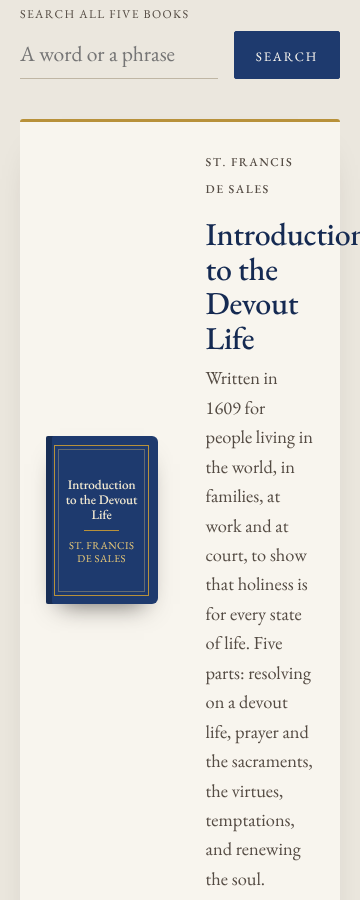 SEARCH ALL FIVE BOOKS
A word or a phrase
SEARCH
ST. FRANCIS
DE SALES
Introduction
to the
Devout
Life
Written in
1609 for
people living in
the world, in
families, at
work and at
court, to show
that holiness is
for every state
of life. Five
parts: resolving
on a devout
life, prayer and
the sacraments,
the virtues,
temptations,
and renewing
the soul.
Introduction
to the Devout
Life
ST. FRANCIS
DE SALES